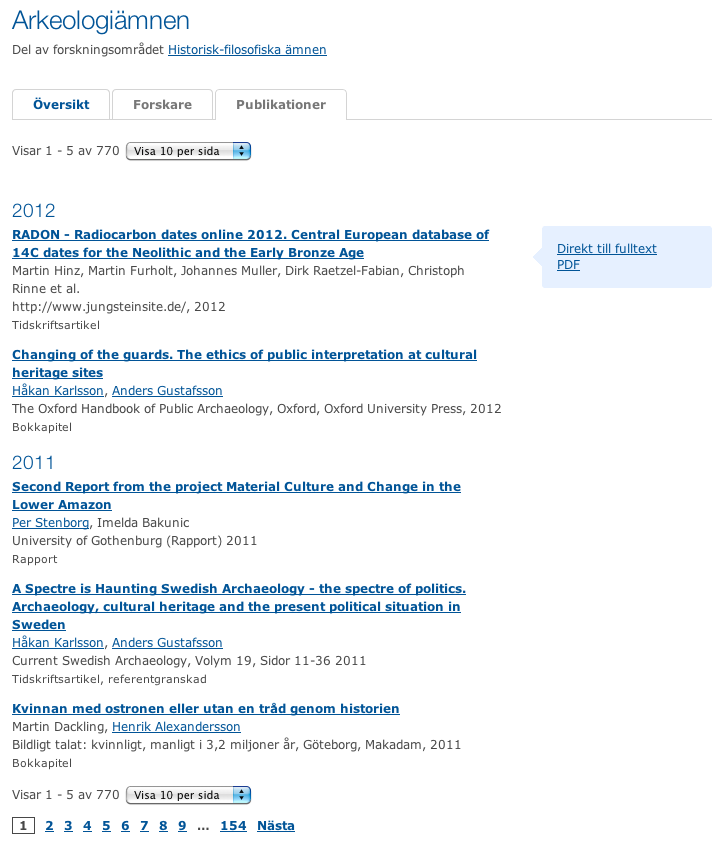 Arkeologiämnen
Del av forskningsområdet Historisk-filosofiska ämnen
Översikt
Forskare
Publikationer
Visar 1 - 5 av 770 Visa 10 per sida
2012
RADON - Radiocarbon dates online 2012. Central European database of
14C dates for the Neolithic and the Early Bronze Age
Martin Hinz, Martin Furholt, Johannes Muller, Dirk Raetzel-Fabian, Christoph
Rinne et al.
http://www.jungsteinsite.de/, 2012
Tidskriftsartikel
Direkt till fulltext
PDF
Changing of the guards. The ethics of public interpretation at cultural
heritage sites
Håkan Karlsson, Anders Gustafsson
The Oxford Handbook of Public Archaeology, Oxford, Oxford University Press, 2012
Bokkapitel
2011
Second Report from the project Material Culture and Change in the
Lower Amazon
Per Stenborg, Imelda Bakunic
University of Gothenburg (Rapport) 2011
Rapport
A Spectre is Haunting Swedish Archaeology - the spectre of politics.
Archaeology, cultural heritage and the present political situation in
Sweden
Håkan Karlsson, Anders Gustafsson
Current Swedish Archaeology, Volym 19, Sidor 11-36 2011
Tidskriftsartikel, referentgranskad
Kvinnan med ostronen eller utan en tråd genom historien
Martin Dackling, Henrik Alexandersson
Bildligt talat: kvinnligt, manligt i 3,2 miljoner år, Göteborg, Makadam, 2011
Bokkapitel
Visar 1 - 5 av 770 Visa 10 per sida
1 2 3 4 5 6 7 8 9 ... 154 Nästa